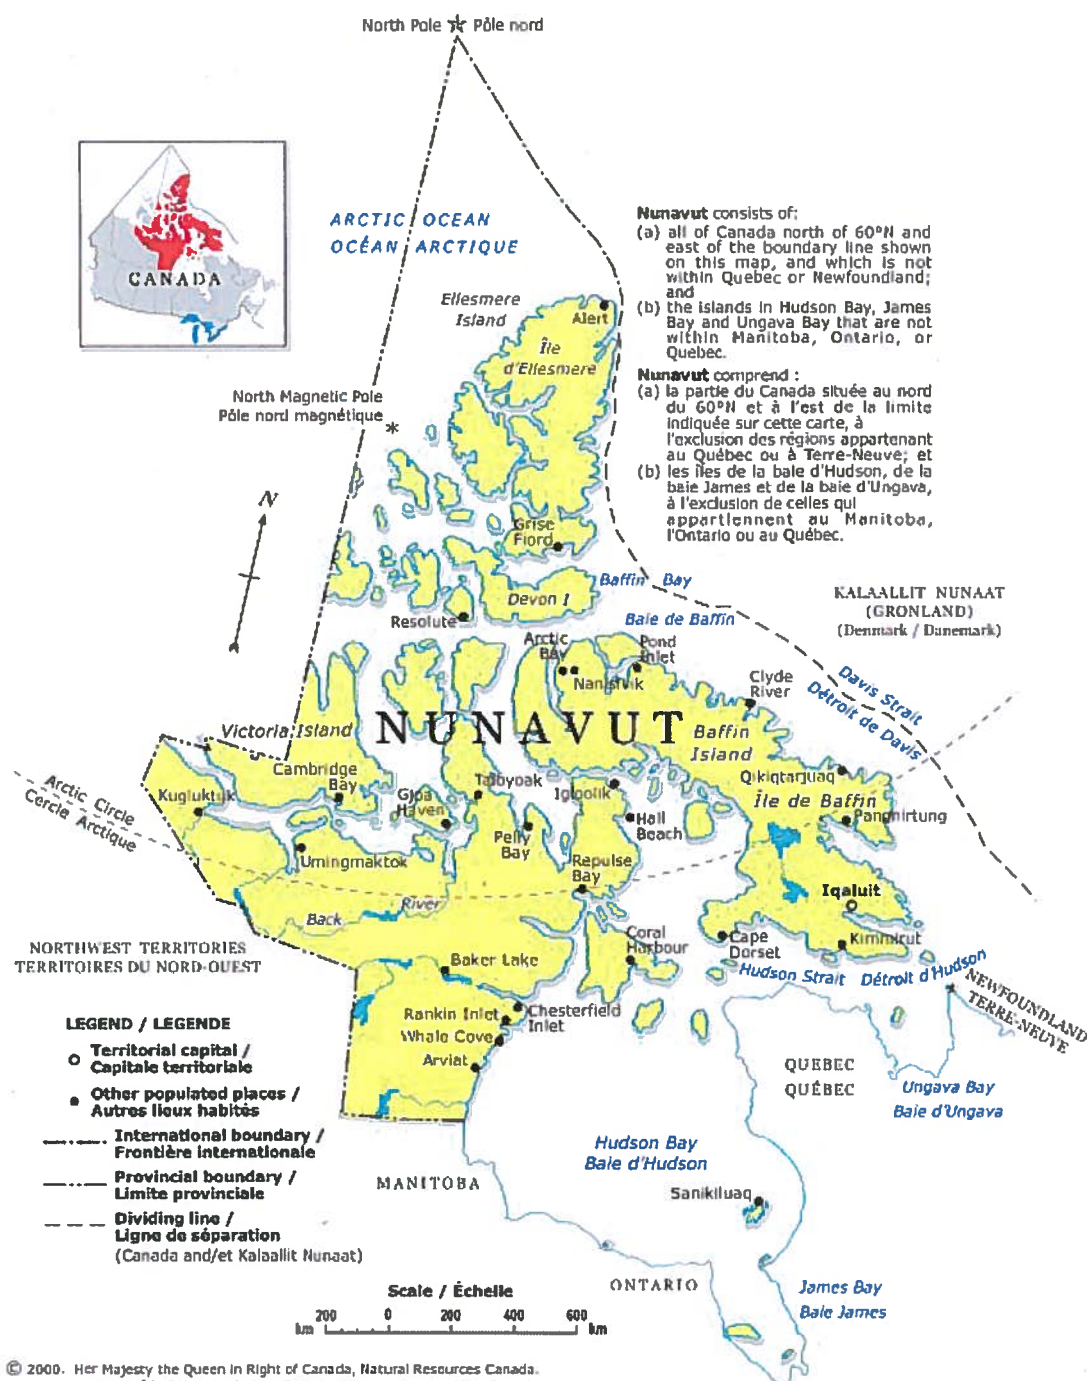 North Pole Pôle nord
CANADA
ARCTIC OCEAN
OCÉAN ARCTIQUE
Nunavut consists of:
(a) all of Canada north of 60°N and
east of the boundary line shown
on this map, and which is not
within Quebec or Newfoundland;
and
(b) the islands in Hudson Bay, James
Bay and Ungava Bay that are not
within Manitoba, Ontario, or
Quebec.
Nunavut comprend :
(a) la partie du Canada située au nord
du 60°N et à l'est de la limite
indiquée sur cette carte, à
l'exclusion des régions appartenant
au Québec ou à Terre-Neuve; et
(b) les îles de la baie d'Hudson, de la
baie James et de la baie d'Ungava,
à l'exclusion de celles qui
appartiennent au Manitoba,
l'Ontario ou au Québec.
Ellesmere
Island
Alert
Île
d'Ellesmere
North Magnetic Pole
Pôle nord magnétique
N
Grise
Fiord
Baffin Bay
Baie de Baffin
Devon I
Resolute
KALAALLIT NUNAAT
(GRONLAND)
(Denmark / Danemark)
Arctic
Bay
Nanisivik
Pond
Inlet
Clyde
River
Davis Strait
Détroit de Davis
Victoria Island
NUNAVUT
Baffin
Island
Cambridge
Bay
Kugluktuk
Taloyoak
Gjoa
Haven
Igloolik
Qikiqtarjuaq
Île de Baffin
Arctic Circle
Cercle Arctique
Hall
Beach
Pangnirtung
Pelly
Bay
Umingmaktok
Repulse
Bay
Iqaluit
Back River
Kimmirut
Cape
Dorset
Coral
Harbour
NORTHWEST TERRITORIES
TERRITOIRES DU NORD-OUEST
Baker Lake
Hudson Strait Détroit d'Hudson
NEWFOUNDLAND
TERRE-NEUVE
Rankin Inlet
Chesterfield
Inlet
Whale Cove
Arviat
QUEBEC
QUÉBEC
Ungava Bay
Baie d'Ungava
LEGEND / LÉGENDE
Territorial capital /
Capitale territoriale
Other populated places /
Autres lieux habités
International boundary /
Frontière internationale
Provincial boundary /
Limite provinciale
Dividing line /
Ligne de séparation
(Canada and/et Kalaallit Nunaat)
Hudson Bay
Baie d'Hudson
MANITOBA
Sanikiluaq
ONTARIO
James Bay
Baie James
Scale / Échelle
200 0 200 400 600
km km
© 2000. Her Majesty the Queen in Right of Canada, Natural Resources Canada.